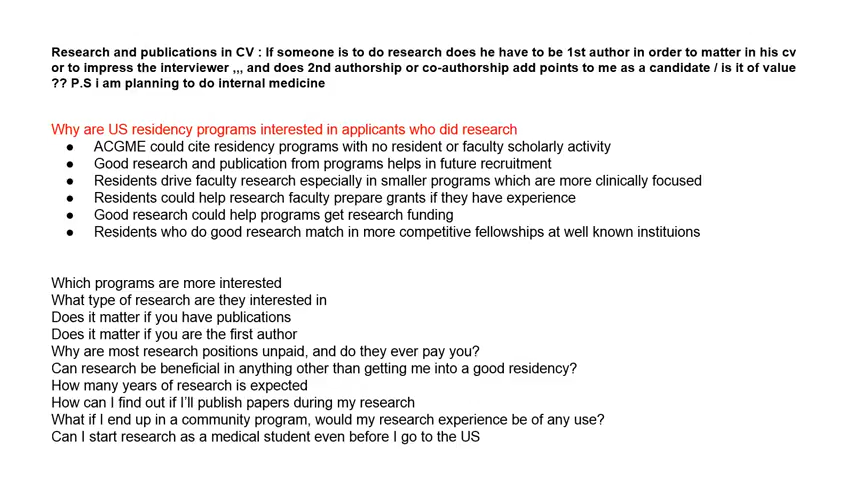 Research and publications in CV : If someone is to do research does he have to be 1st author in order to matter in his cv
or to impress the interviewer ,,, and does 2nd authorship or co-authorship add points to me as a candidate / is it of value
?? P.S i am planning to do internal medicine
Why are US residency programs interested in applicants who did research
● ACGME could cite residency programs with no resident or faculty scholarly activity
● Good research and publication from programs helps in future recruitment
● Residents drive faculty research especially in smaller programs which are more clinically focused
● Residents could help research faculty prepare grants if they have experience
● Good research could help programs get research funding
● Residents who do good research match in more competitive fellowships at well known instituions
Which programs are more interested
What type of research are they interested in
Does it matter if you have publications
Does it matter if you are the first author
Why are most research positions unpaid, and do they ever pay you?
Can research be beneficial in anything other than getting me into a good residency?
How many years of research is expected
How can I find out if I'll publish papers during my research
What if I end up in a community program, would my research experience be of any use?
Can I start research as a medical student even before I go to the US